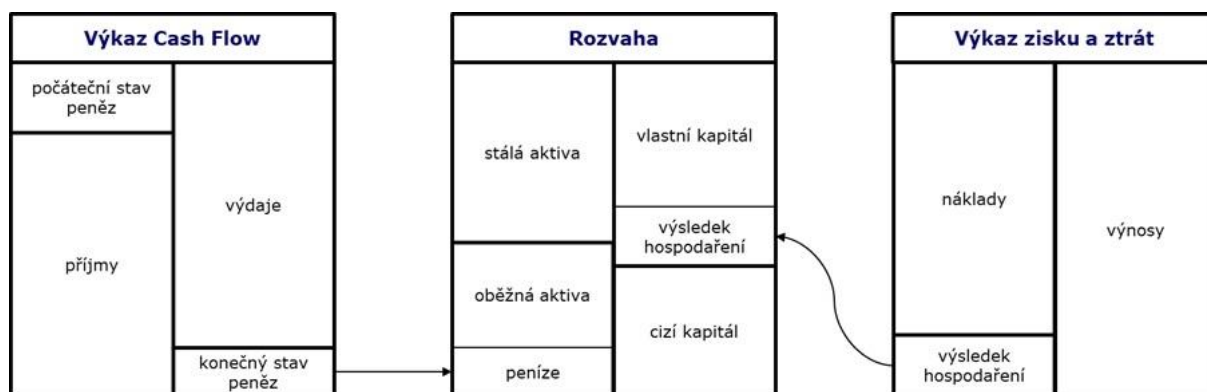 Výkaz Cash Flow
počáteční stav
peněz
příjmy
výdaje
konečný stav
peněz
Rozvaha
stálá aktiva
oběžná aktiva
peníze
vlastní kapitál
výsledek
hospodaření
cizí kapitál
Výkaz zisku a ztrát
náklady
výsledek
hospodaření
výnosy